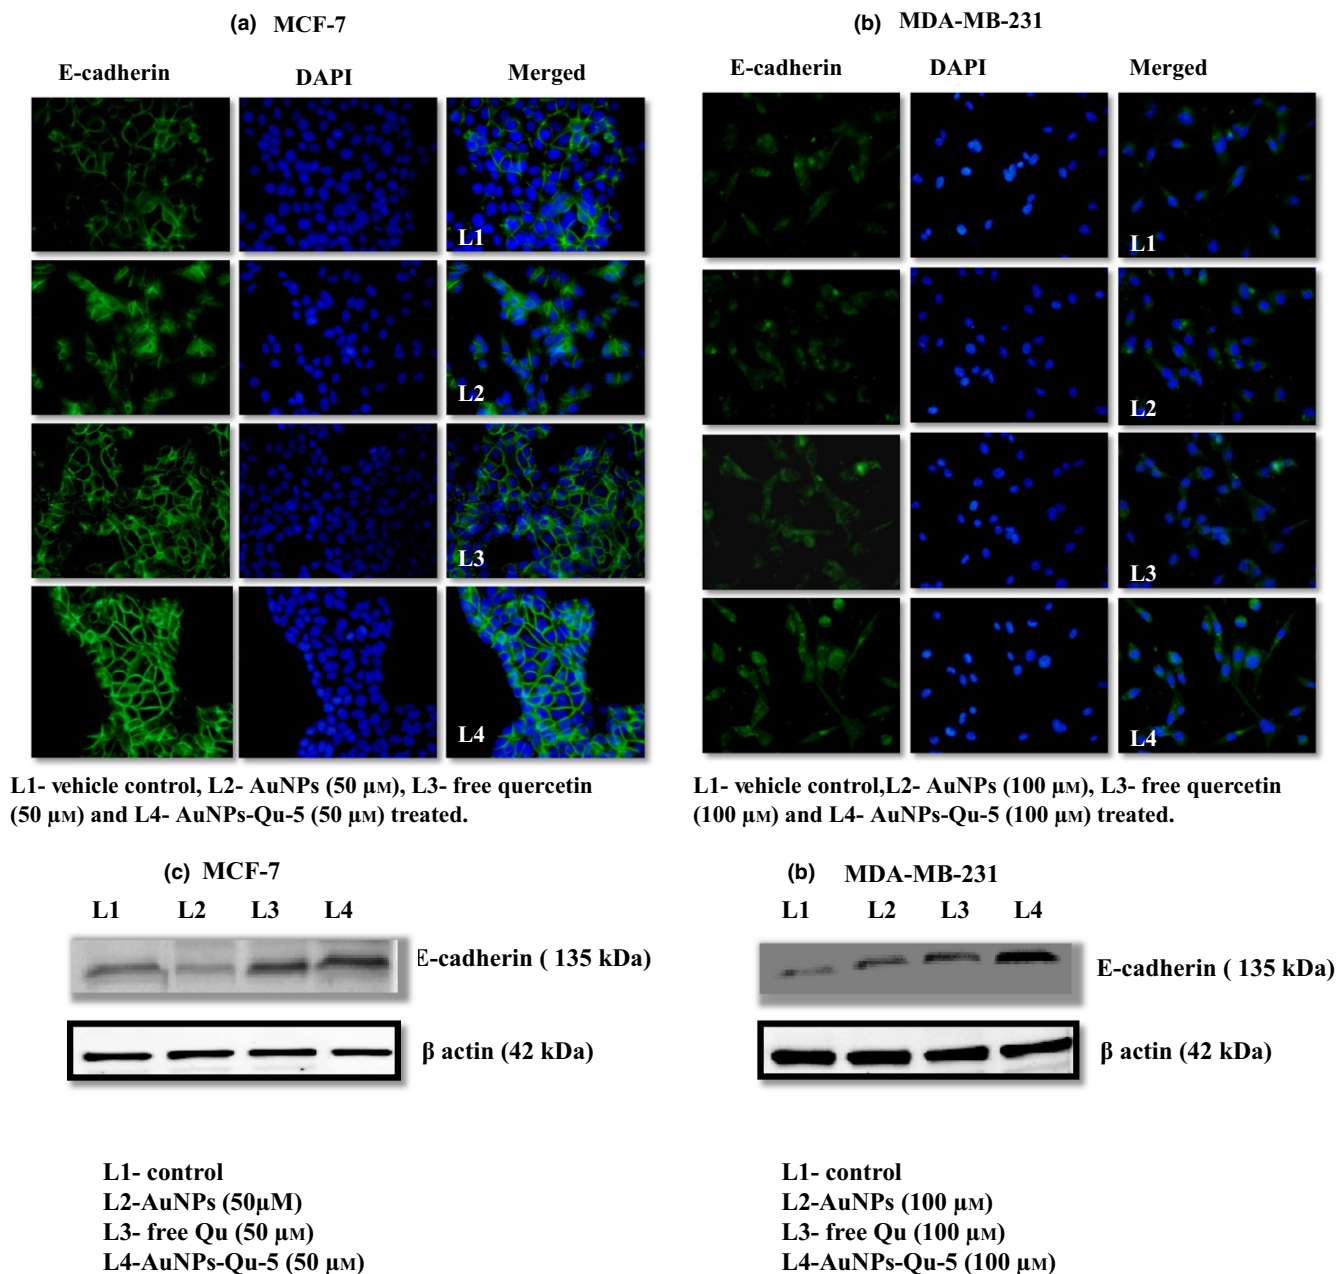 (a) MCF-7
E-cadherin DAPI Merged
L1
L2
L3
L4
L1- vehicle control, L2- AuNPs (50 μM), L3- free quercetin
(50 μM) and L4- AuNPs-Qu-5 (50 μM) treated.
(b) MDA-MB-231
E-cadherin DAPI Merged
L1
L2
L3
L4
L1- vehicle control,L2- AuNPs (100 μM), L3- free quercetin
(100 μM) and L4- AuNPs-Qu-5 (100 μM) treated.
(c) MCF-7
L1 L2 L3 L4
E-cadherin ( 135 kDa)
β actin (42 kDa)
L1- control
L2-AuNPs (50μM)
L3- free Qu (50 μM)
L4-AuNPs-Qu-5 (50 μM)
(b) MDA-MB-231
L1 L2 L3 L4
E-cadherin ( 135 kDa)
β actin (42 kDa)
L1- control
L2-AuNPs (100 μM)
L3- free Qu (100 μM)
L4-AuNPs-Qu-5 (100 μM)